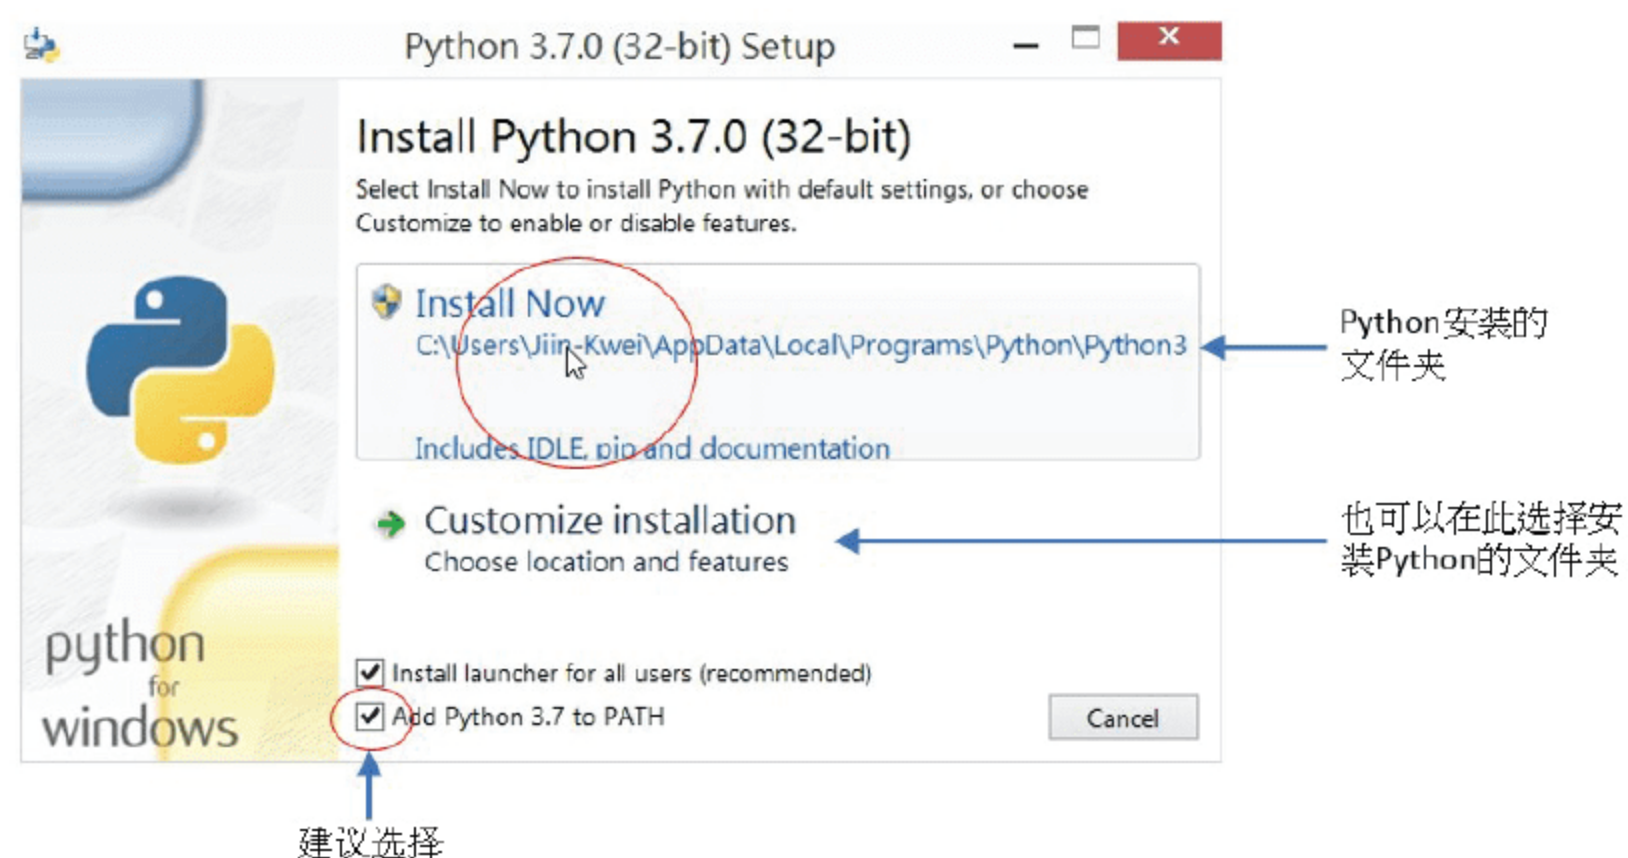 Python 3.7.0 (32-bit) Setup
Install Python 3.7.0 (32-bit)
Select Install Now to install Python with default settings, or choose
Customize to enable or disable features.
Install Now
C:\Users\Jiin-Kwei\AppData\Local\Programs\Python\Python3
Includes IDLE, pip and documentation
Python安装的
文件夹
Customize installation
Choose location and features
也可以在此选择安
装Python的文件夹
python
for
windows
Install launcher for all users (recommended)
Add Python 3.7 to PATH
Cancel
建议选择